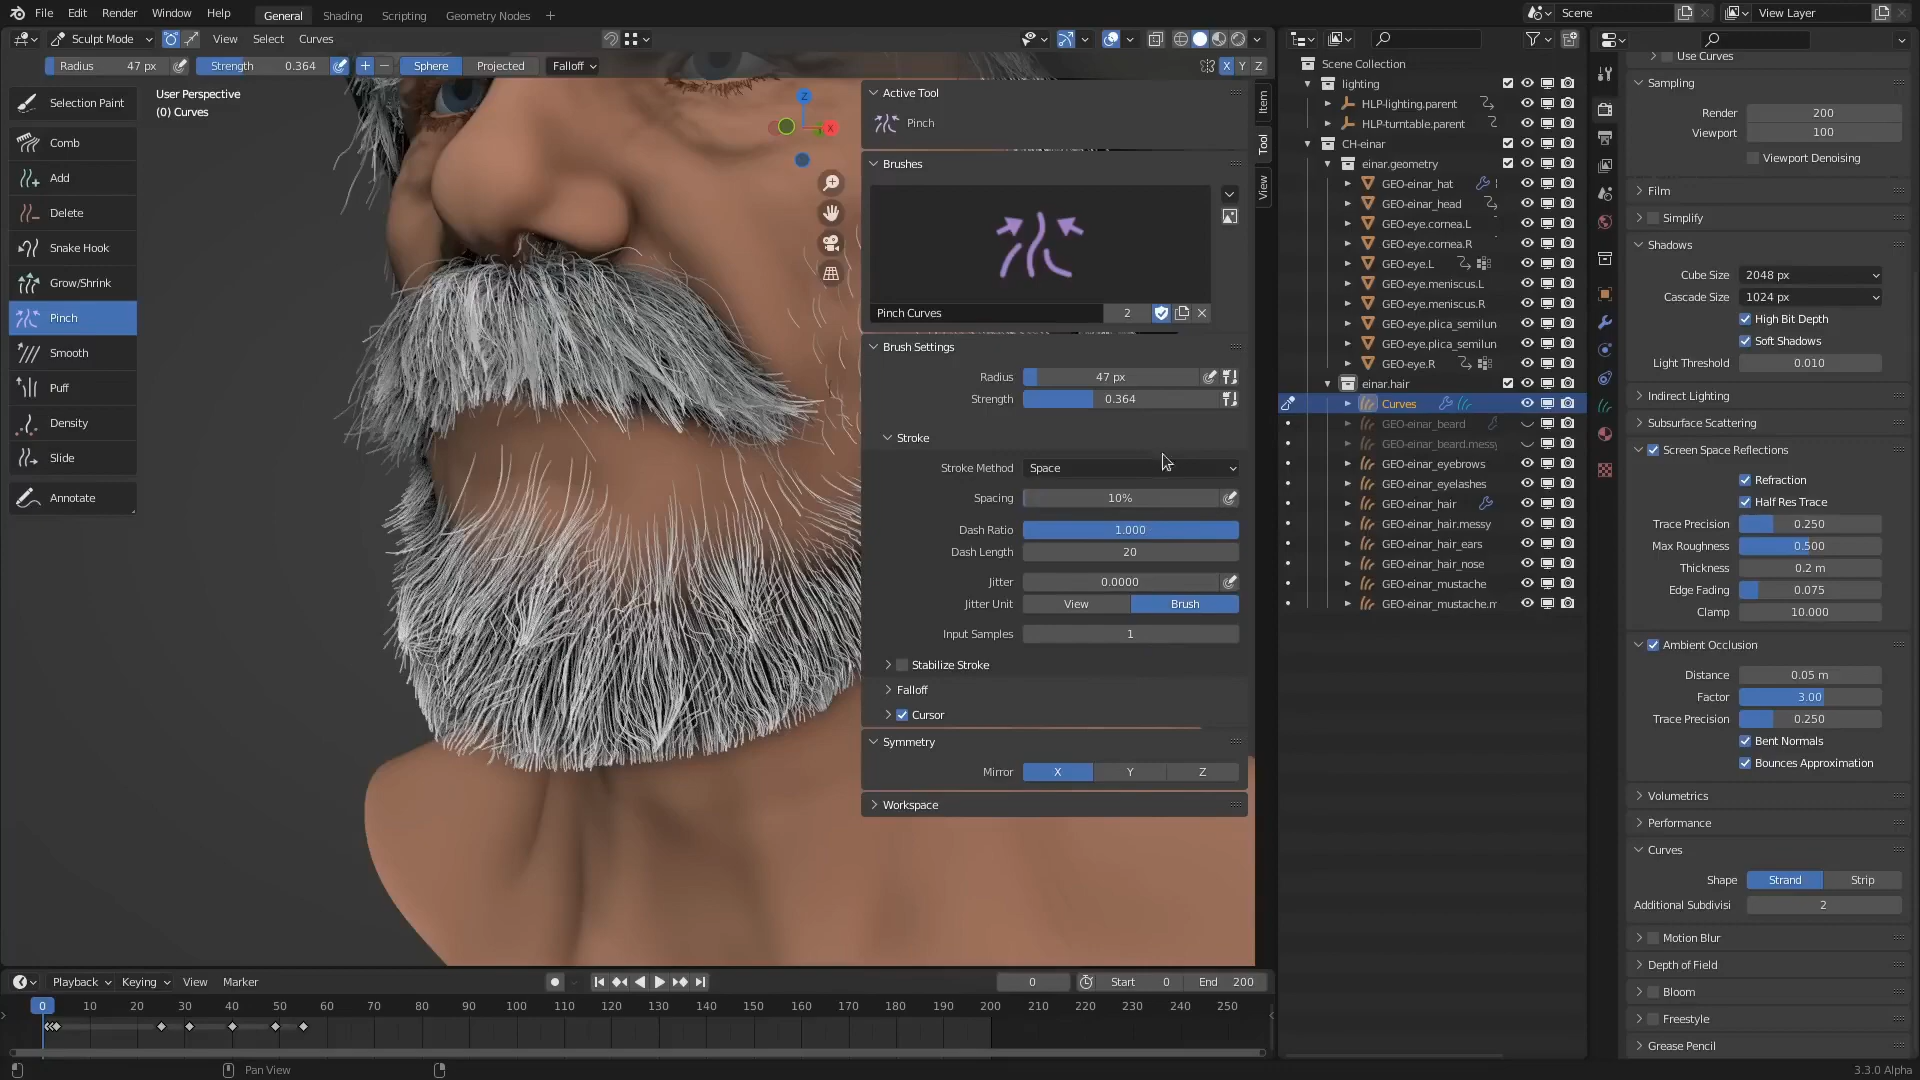 File Edit Render Window Help General Shading Scripting Geometry Nodes + Scene View Layer
Sculpt Mode View Select Curves
Radius 47 px Strength 0.364 + − Sphere Projected Falloff X Y Z
User Perspective
(0) Curves
Z
X
Selection Paint
Comb
Add
Delete
Snake Hook
Grow/Shrink
Pinch
Smooth
Puff
Density
Slide
Annotate
Active Tool
Pinch
Brushes
Pinch Curves 2
Brush Settings
Radius 47 px
Strength 0.364
Stroke
Stroke Method Space
Spacing 10%
Dash Ratio 1.000
Dash Length 20
Jitter 0.0000
Jitter Unit View Brush
Input Samples 1
Stabilize Stroke
Falloff
Cursor
Symmetry
Mirror X Y Z
Workspace
Item
Tool
View
Scene Collection
lighting
HLP-lighting.parent
HLP-turntable.parent
CH-einar
einar.geometry
GEO-einar_hat
GEO-einar_head
GEO-eye.cornea.L
GEO-eye.cornea.R
GEO-eye.L
GEO-eye.meniscus.L
GEO-eye.meniscus.R
GEO-eye.plica_semilun
GEO-eye.plica_semilun
GEO-eye.R
einar.hair
Curves
GEO-einar_beard
GEO-einar_beard.messy
GEO-einar_eyebrows
GEO-einar_eyelashes
GEO-einar_hair
GEO-einar_hair.messy
GEO-einar_hair_ears
GEO-einar_hair_nose
GEO-einar_mustache
GEO-einar_mustache.m
Use Curves
Sampling
Render 200
Viewport 100
Viewport Denoising
Film
Simplify
Shadows
Cube Size 2048 px
Cascade Size 1024 px
High Bit Depth
Soft Shadows
Light Threshold 0.010
Indirect Lighting
Subsurface Scattering
Screen Space Reflections
Refraction
Half Res Trace
Trace Precision 0.250
Max Roughness 0.500
Thickness 0.2 m
Edge Fading 0.075
Clamp 10.000
Ambient Occlusion
Distance 0.05 m
Factor 3.00
Trace Precision 0.250
Bent Normals
Bounces Approximation
Volumetrics
Performance
Curves
Shape Strand Strip
Additional Subdivisi 2
Motion Blur
Depth of Field
Bloom
Freestyle
Grease Pencil
Playback Keying View Marker 0 Start 0 End 200
0 10 20 30 40 50 60 70 80 90 100 110 120 130 140 150 160 170 180 190 200 210 220 230 240 250
Pan View 3.3.0 Alpha